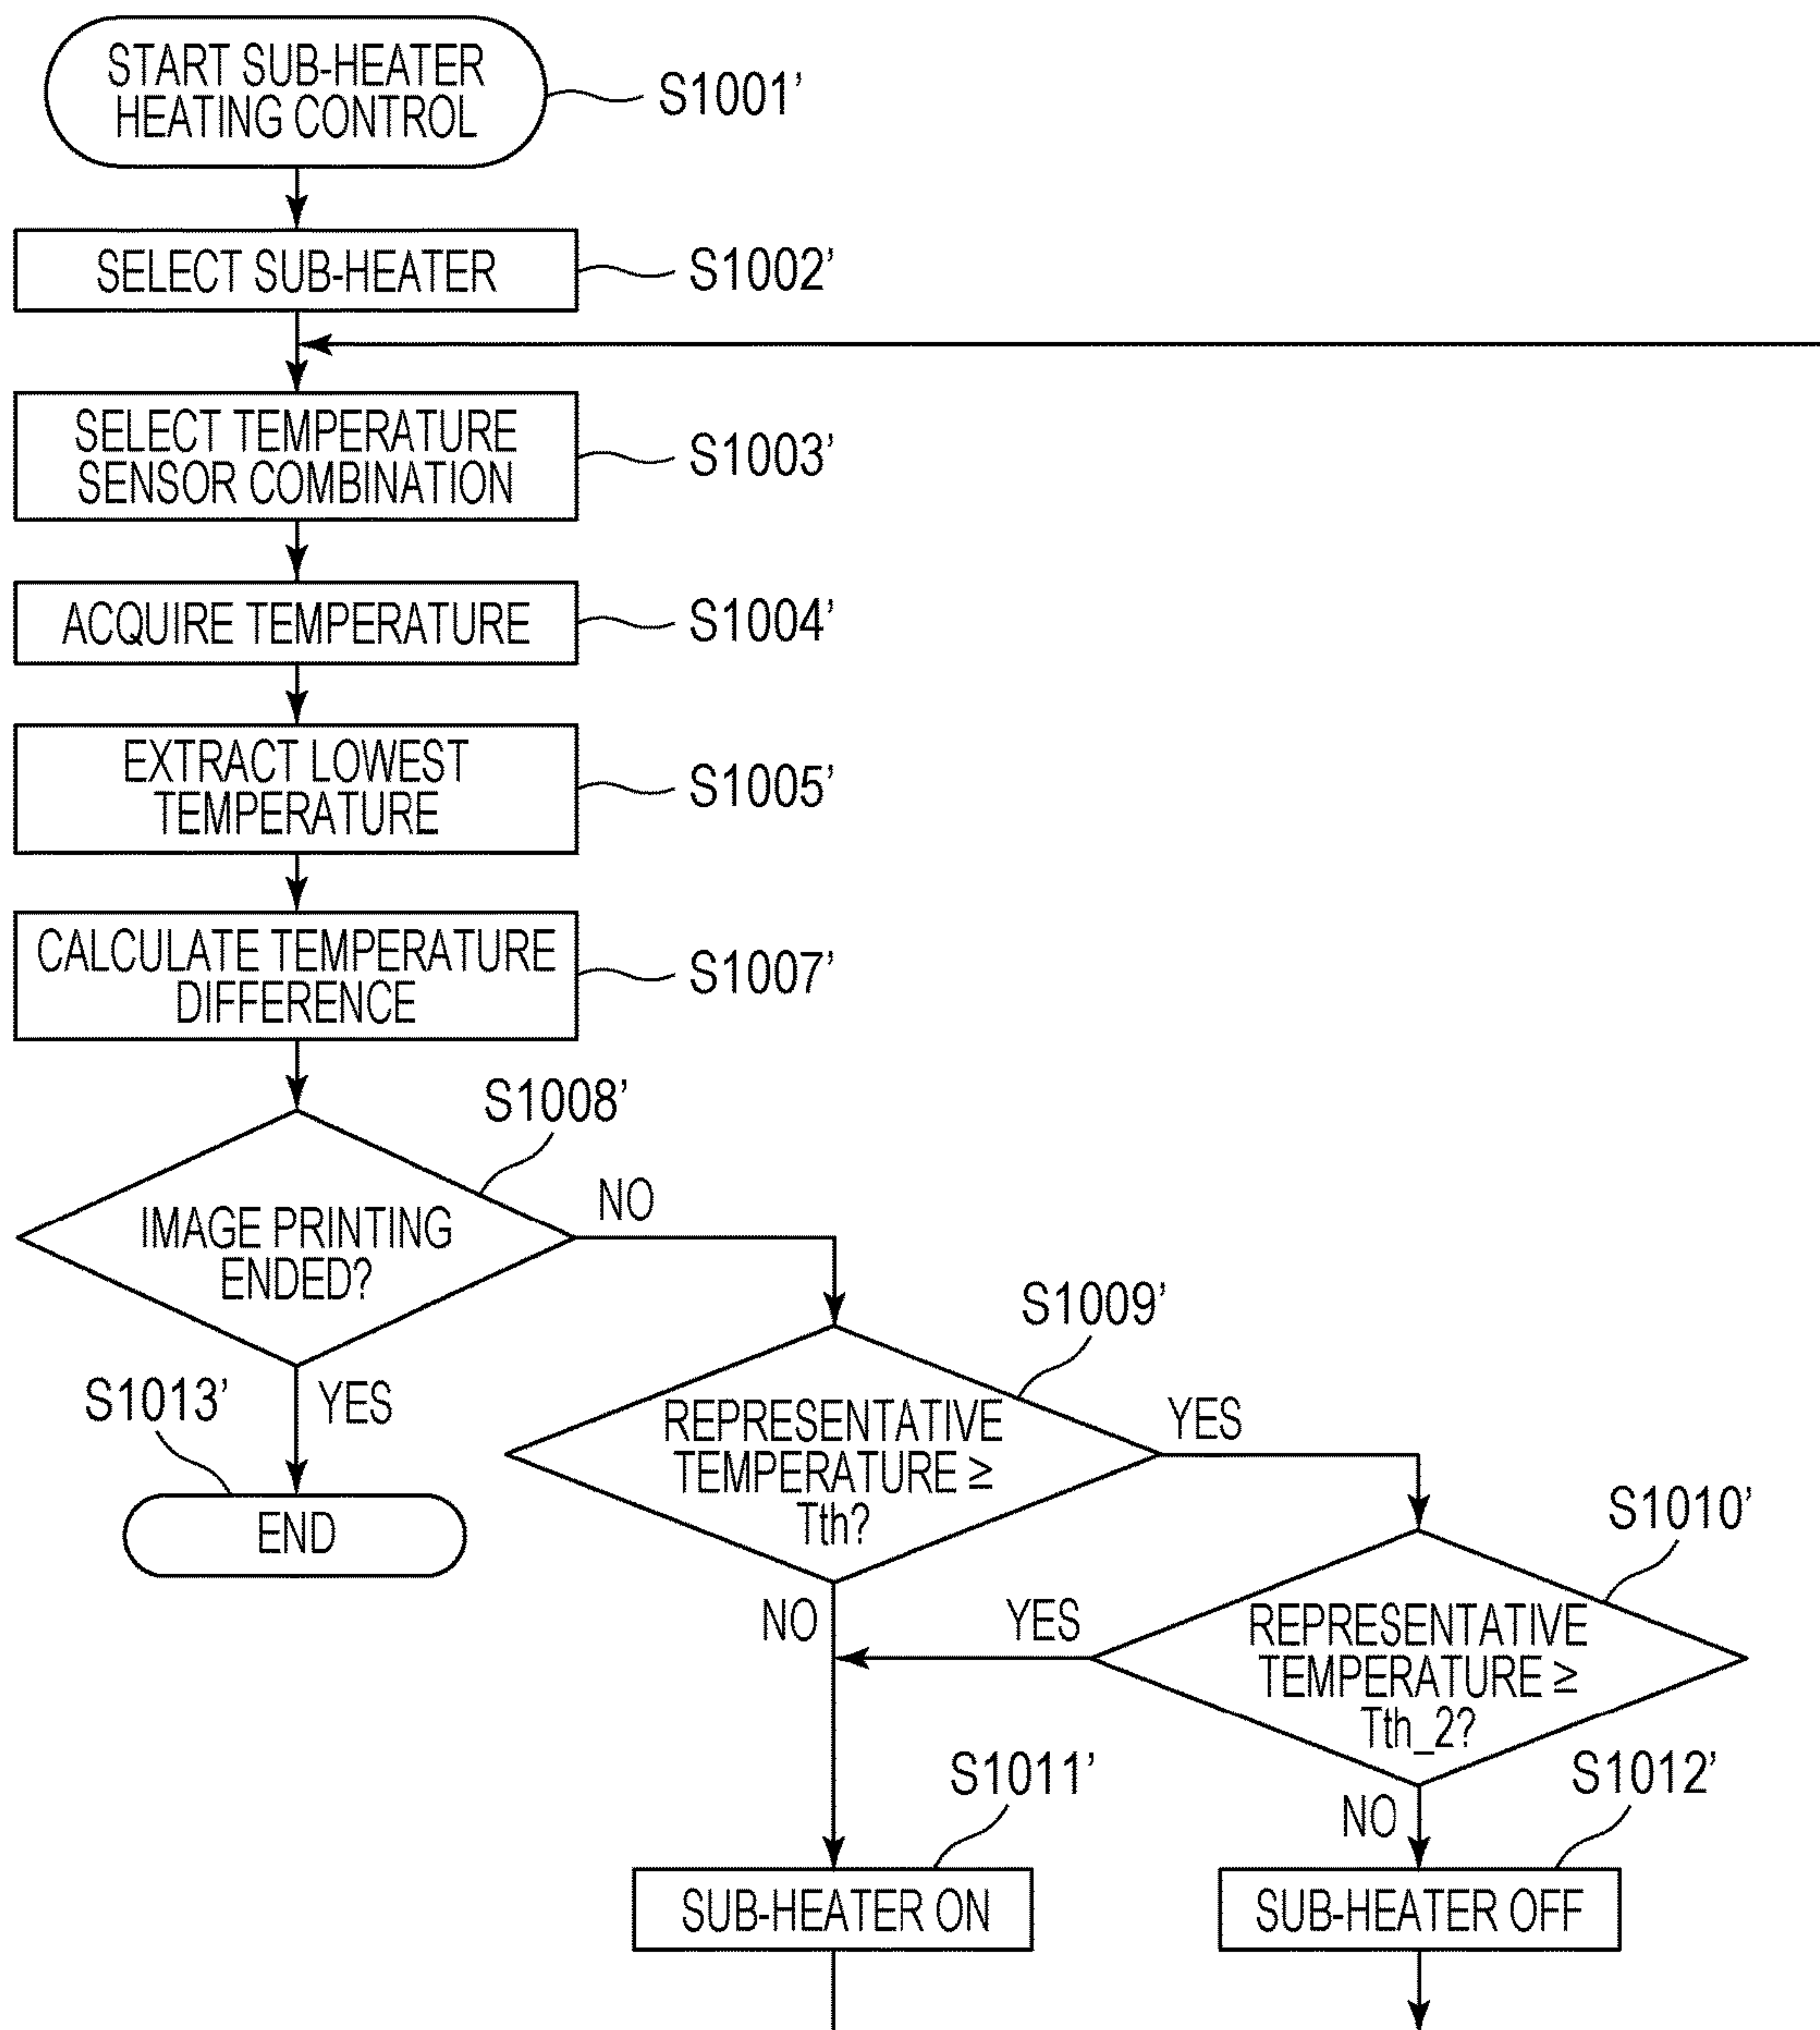 START SUB-HEATER
HEATING CONTROL
S1001’
SELECT SUB-HEATER
S1002’
SELECT TEMPERATURE
SENSOR COMBINATION
S1003’
ACQUIRE TEMPERATURE
S1004’
EXTRACT LOWEST
TEMPERATURE
S1005’
CALCULATE TEMPERATURE
DIFFERENCE
S1007’
S1008’
IMAGE PRINTING
ENDED?
NO
YES
S1013’
END
S1009’
REPRESENTATIVE
TEMPERATURE ≥
Tth?
YES
NO
S1010’
REPRESENTATIVE
TEMPERATURE ≥
Tth_2?
YES
NO
S1011’
SUB-HEATER ON
S1012’
SUB-HEATER OFF